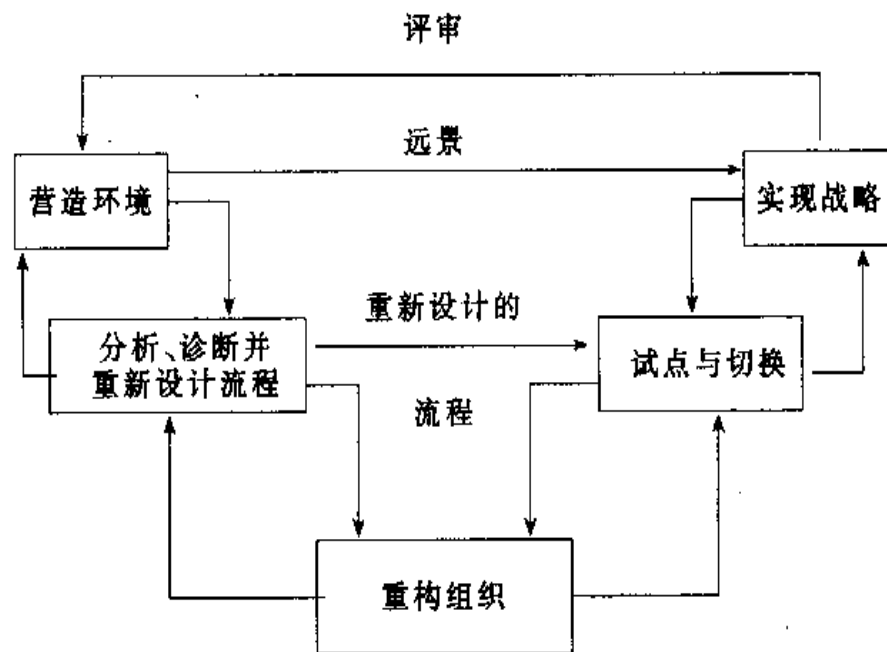 评审
远景
营造环境
实现战略
重新设计的
分析、诊断并
重新设计流程
试点与切换
流程
重构组织